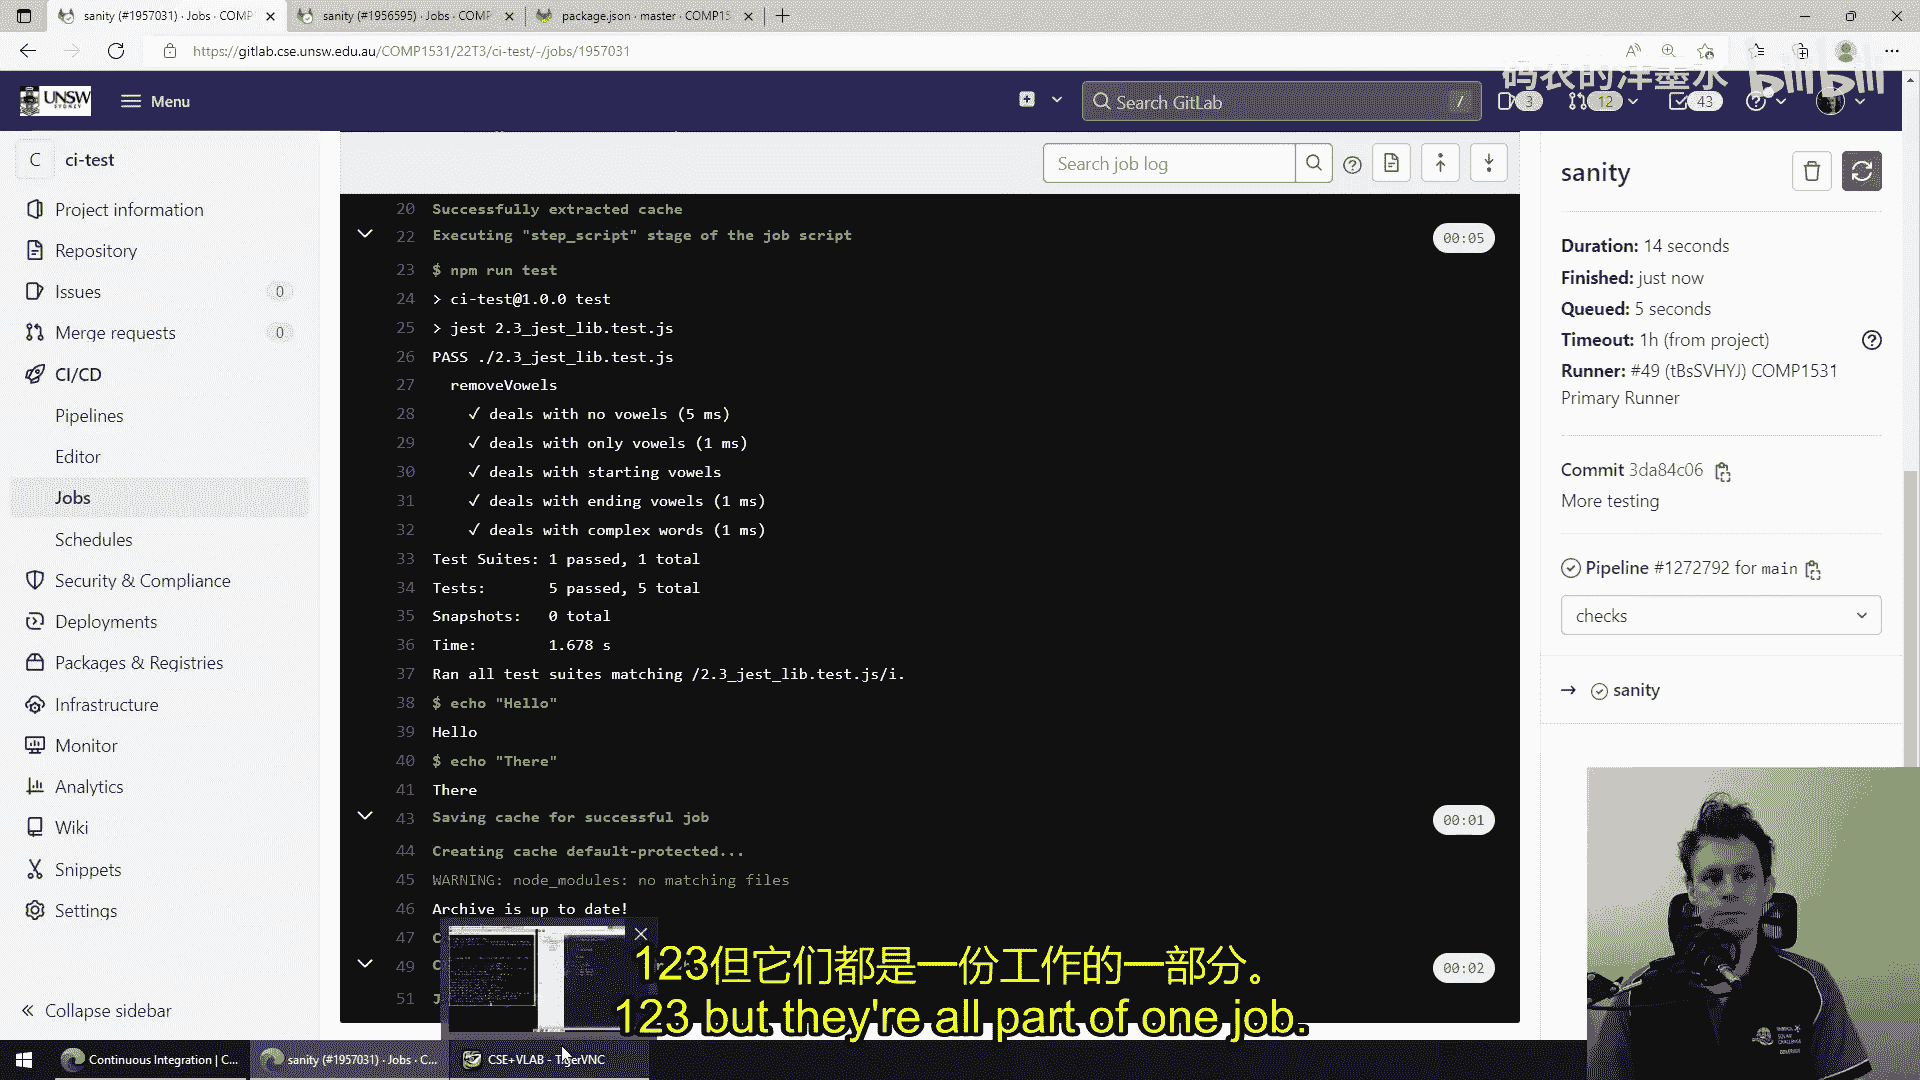 sanity (#1957031) · Jobs · COMP
sanity (#1956595) · Jobs · COMP
package.json · master · COMP15
https://gitlab.cse.unsw.edu.au/COMP1531/22T3/ci-test/-/jobs/1957031
码农的洋墨水 bilibili
UNSW
SYDNEY
Menu
Search GitLab
/
3
12
43
C
ci-test
Project information
Repository
Issues
0
Merge requests
0
CI/CD
Pipelines
Editor
Jobs
Schedules
Security & Compliance
Deployments
Packages & Registries
Infrastructure
Monitor
Analytics
Wiki
Snippets
Settings
Collapse sidebar
Search job log
20 Successfully extracted cache
22 Executing "step_script" stage of the job script
00:05
23 $ npm run test
24 > ci-test@1.0.0 test
25 > jest 2.3_jest_lib.test.js
26 PASS ./2.3_jest_lib.test.js
27 removeVowels
28 ✓ deals with no vowels (5 ms)
29 ✓ deals with only vowels (1 ms)
30 ✓ deals with starting vowels
31 ✓ deals with ending vowels (1 ms)
32 ✓ deals with complex words (1 ms)
33 Test Suites: 1 passed, 1 total
34 Tests: 5 passed, 5 total
35 Snapshots: 0 total
36 Time: 1.678 s
37 Ran all test suites matching /2.3_jest_lib.test.js/i.
38 $ echo "Hello"
39 Hello
40 $ echo "There"
41 There
43 Saving cache for successful job
00:01
44 Creating cache default-protected...
45 WARNING: node_modules: no matching files
46 Archive is up to date!
47
49
00:02
51
sanity
Duration: 14 seconds
Finished: just now
Queued: 5 seconds
Timeout: 1h (from project)
Runner: #49 (tBsSVHYJ) COMP1531
Primary Runner
Commit 3da84c06
More testing
Pipeline #1272792 for main
checks
→ sanity
123但它们都是一份工作的一部分。
123 but they're all part of one job.
Continuous Integration | C...
sanity (#1957031) · Jobs · C...
CSE+VLAB - TigerVNC